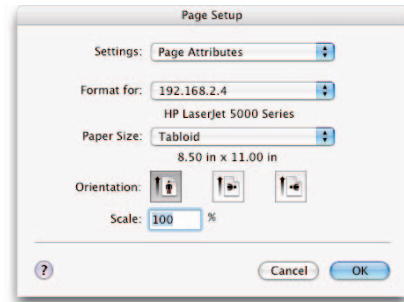 Page Setup
Settings: Page Attributes
Format for: 192.168.2.4
HP LaserJet 5000 Series
Paper Size: Tabloid
8.50 in x 11.00 in
Orientation:
Scale: 100 %
? Cancel OK